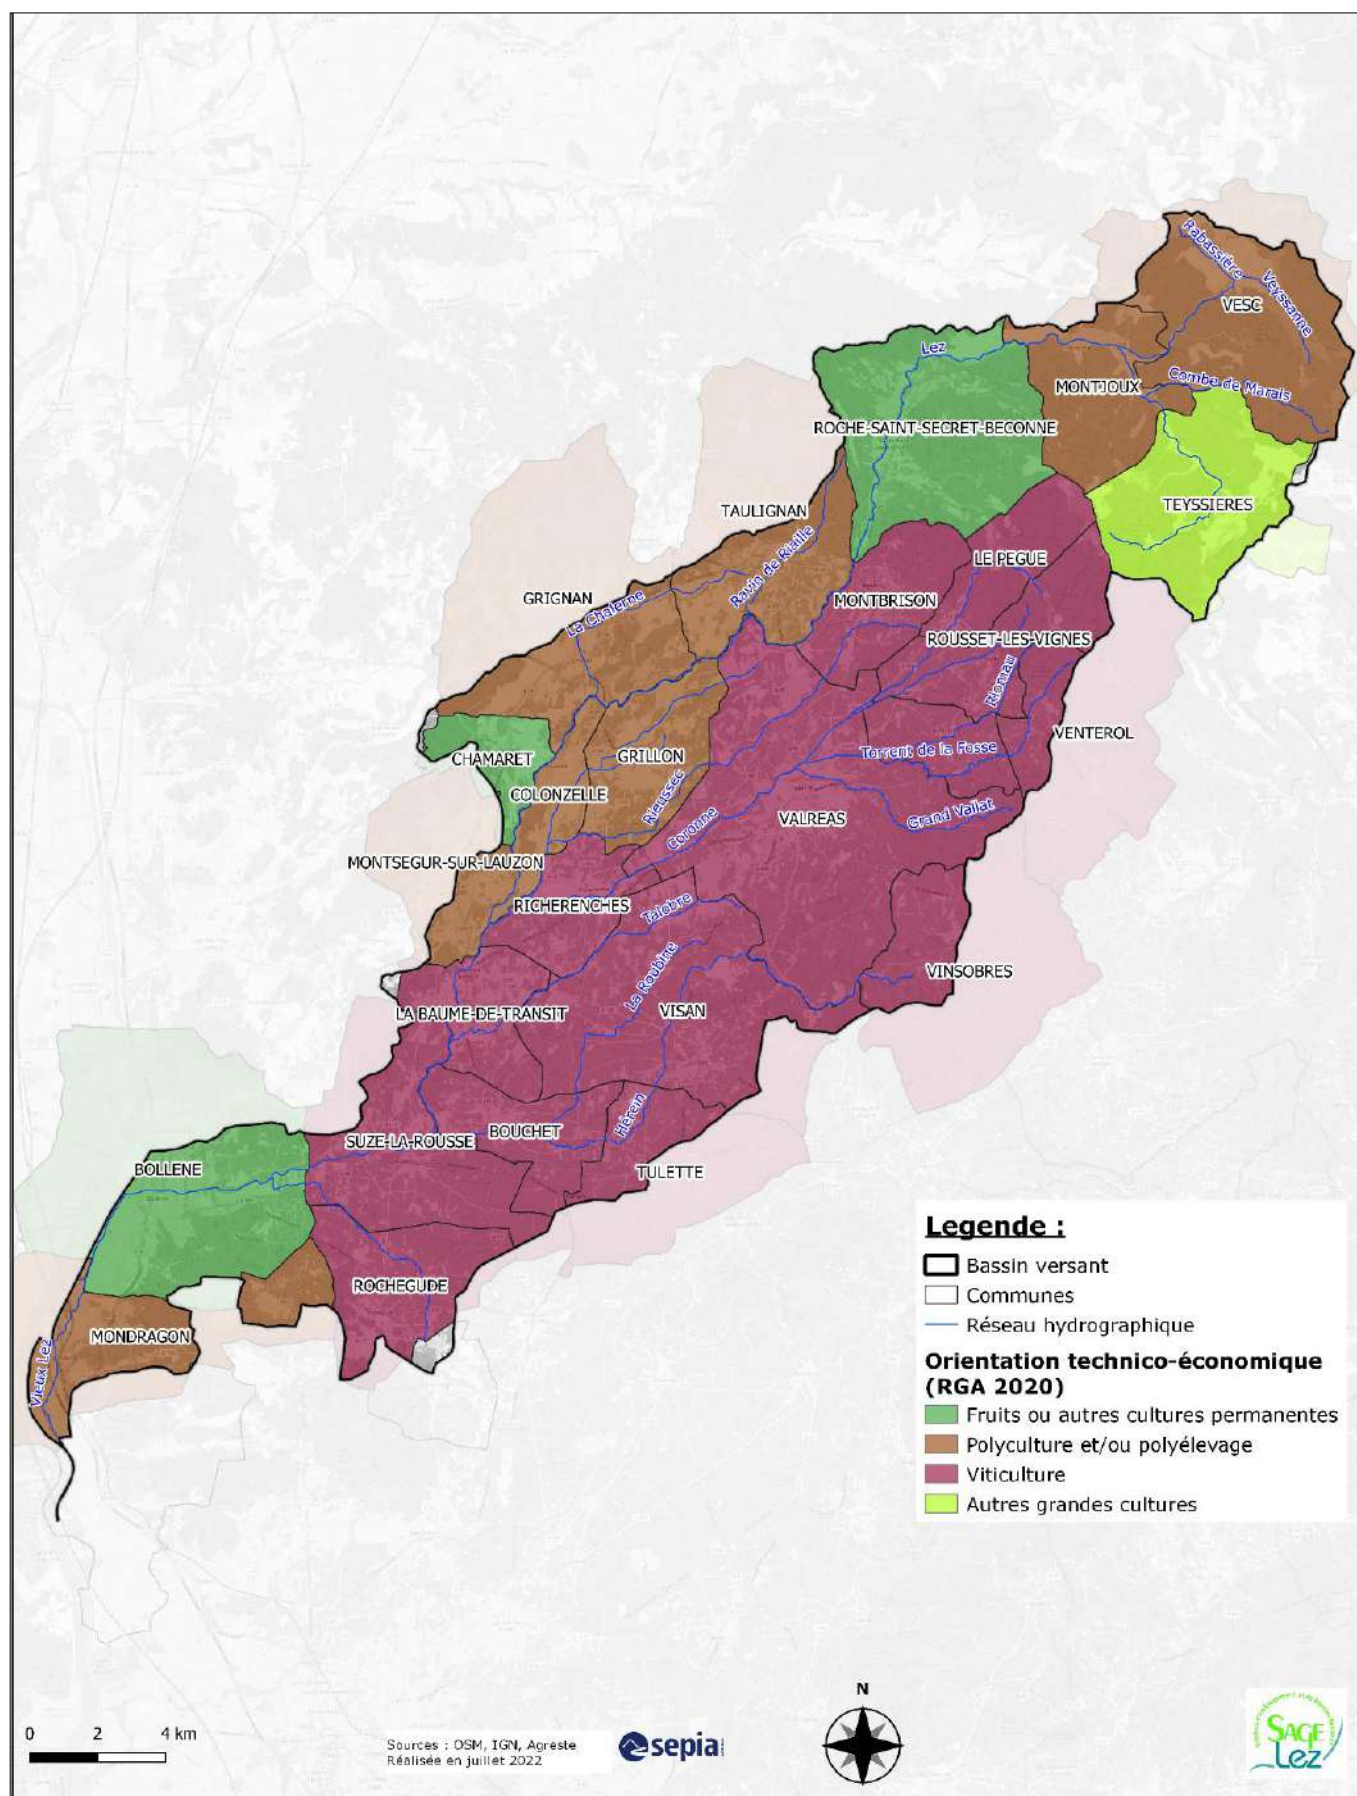 Rabassière
Veyssanne
VESC
Lez
Combe de Marais
MONTJOUX
ROCHE-SAINT-SECRET-BECONNE
TEYSSIERES
TAULIGNAN
Ravin de Riaille
LE PEGUE
GRIGNAN
La Chalerne
MONTBRISON
ROUSSET-LES-VIGNES
Riomau
VENTEROL
CHAMARET
GRILLON
Torrent de la Fosse
COLONZELLE
Rieussec
Coronne
VALREAS
Grand Vallat
MONTSEGUR-SUR-LAUZON
RICHERENCHES
Talobre
La Roubine
VINSOBRES
LA BAUME-DE-TRANSIT
VISAN
Hérein
SUZE-LA-ROUSSE
BOUCHET
BOLLENE
TULETTE
ROCHEGUDE
MONDRAGON
Vieux Lez
Legende :
Bassin versant
Communes
Réseau hydrographique
Orientation technico-économique
(RGA 2020)
Fruits ou autres cultures permanentes
Polyculture et/ou polyélevage
Viticulture
Autres grandes cultures
0 2 4 km
Sources : OSM, IGN, Agreste
Réalisée en juillet 2022
sepia
N
SAGE
Lez